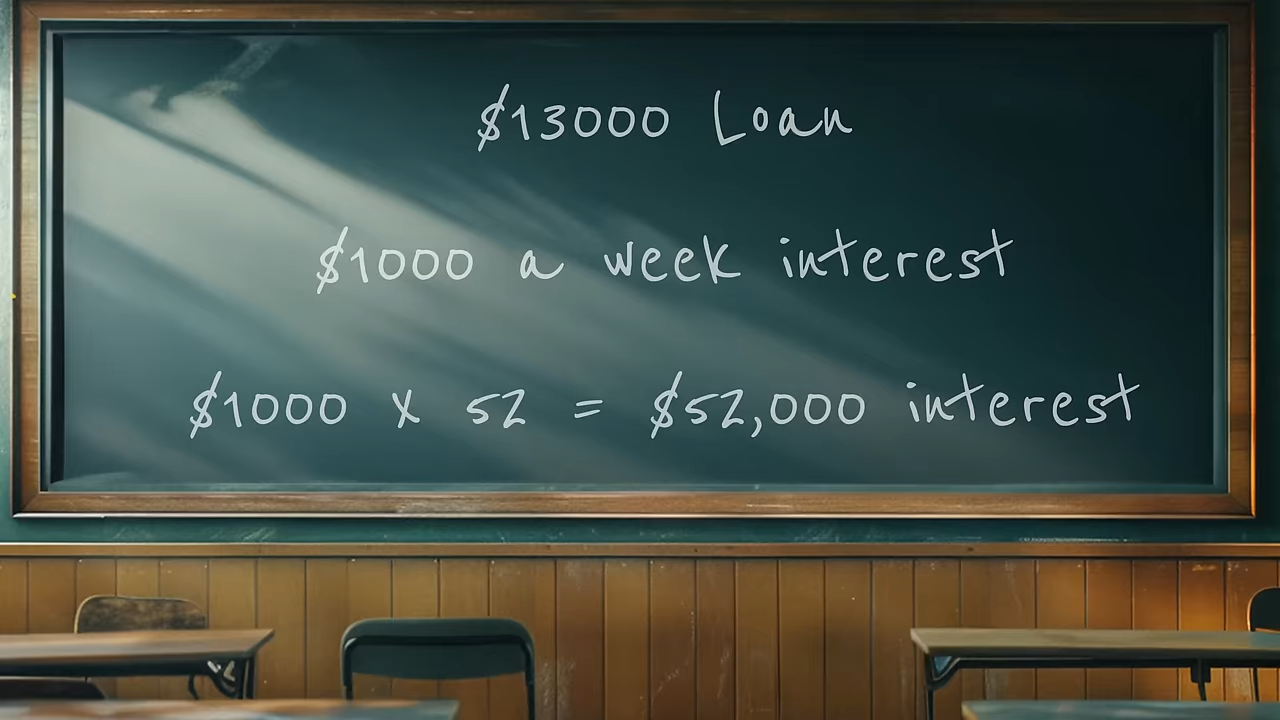 $13000 Loan
$1000 a week interest
$1000 x 52 = $52,000 interest